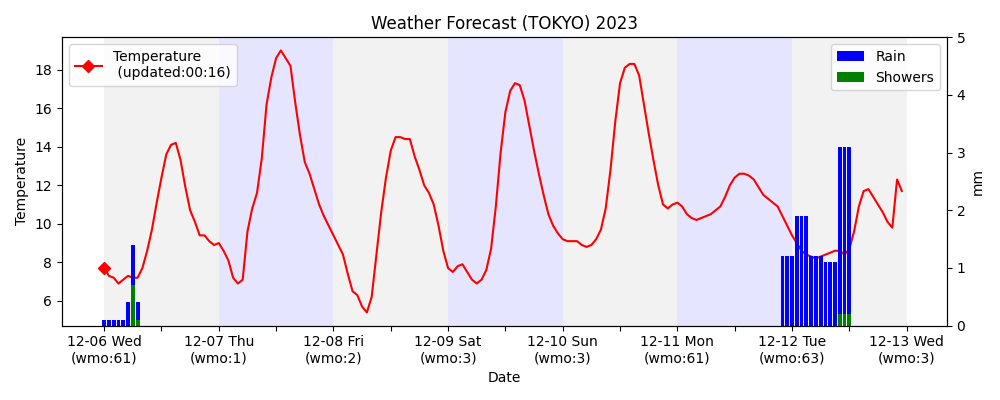 Weather Forecast (TOKYO) 2023
Temperature
(updated:00:16)
Rain
Showers
Temperature
18
16
14
12
10
8
6
5
4
3
2
1
0
mm
12-06 Wed
(wmo:61)
12-07 Thu
(wmo:1)
12-08 Fri
(wmo:2)
12-09 Sat
(wmo:3)
12-10 Sun
(wmo:3)
12-11 Mon
(wmo:61)
12-12 Tue
(wmo:63)
12-13 Wed
(wmo:3)
Date